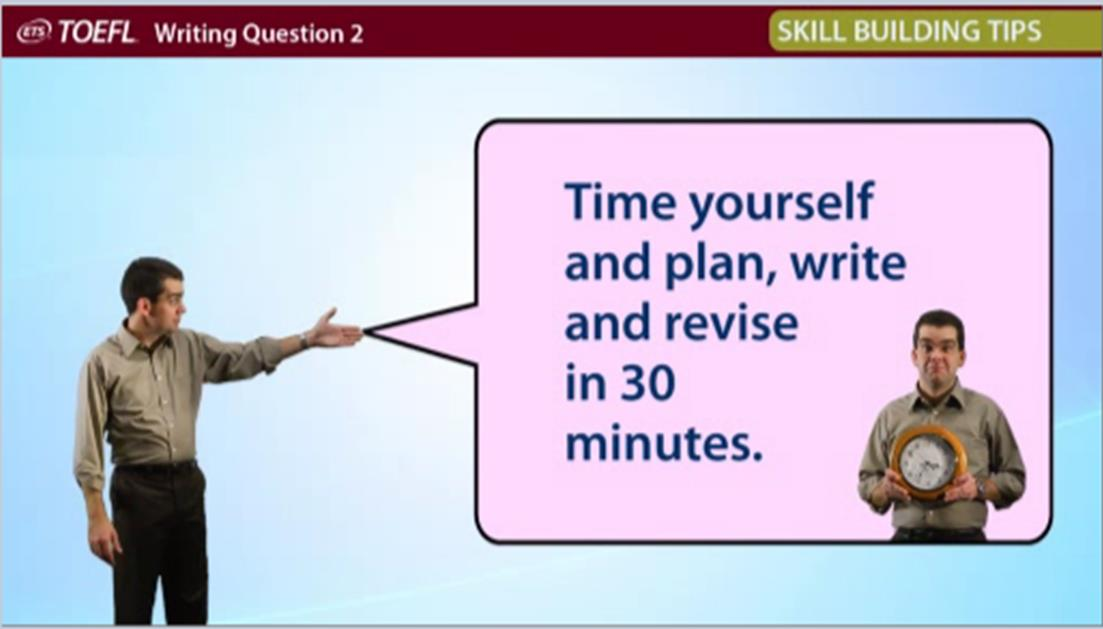 ETS TOEFL Writing Question 2
SKILL BUILDING TIPS
Time yourself
and plan, write
and revise
in 30
minutes.